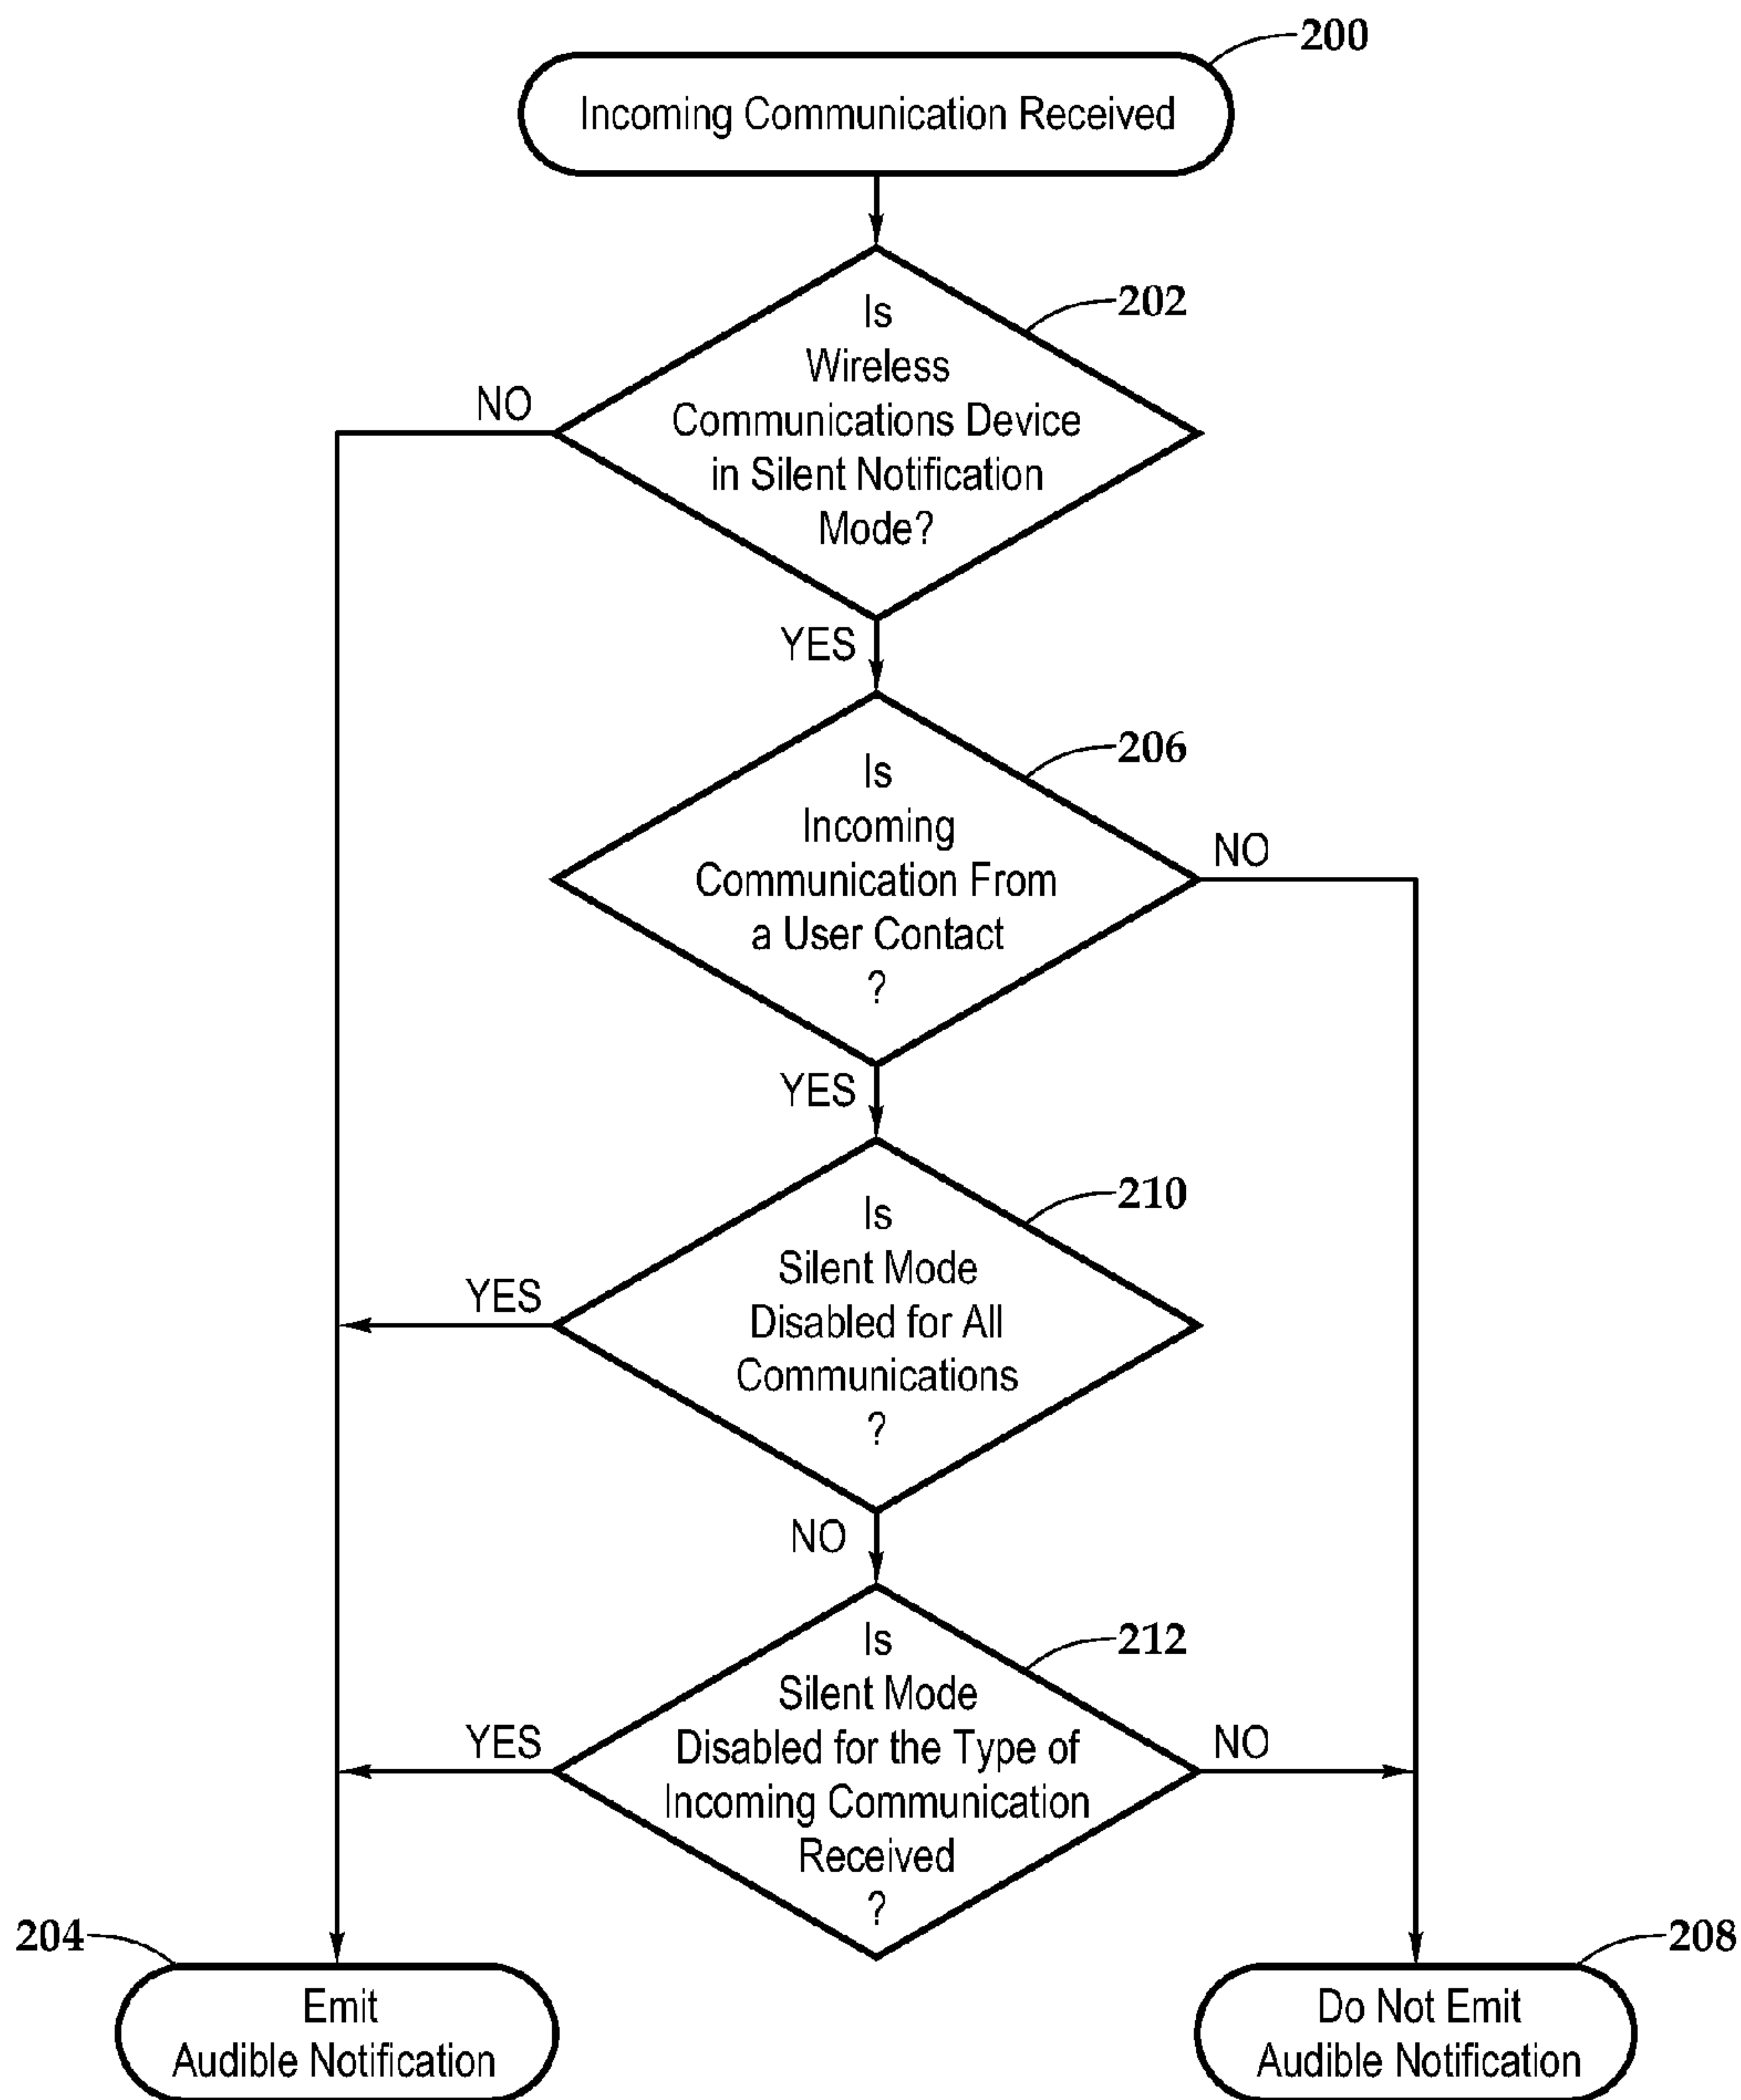 200
Incoming Communication Received
202
Is
Wireless
Communications Device
in Silent Notification
Mode?
NO
YES
206
Is
Incoming
Communication From
a User Contact
?
NO
YES
210
Is
Silent Mode
Disabled for All
Communications
?
YES
NO
212
Is
Silent Mode
Disabled for the Type of
Incoming Communication
Received
?
YES
NO
204
Emit
Audible Notification
208
Do Not Emit
Audible Notification